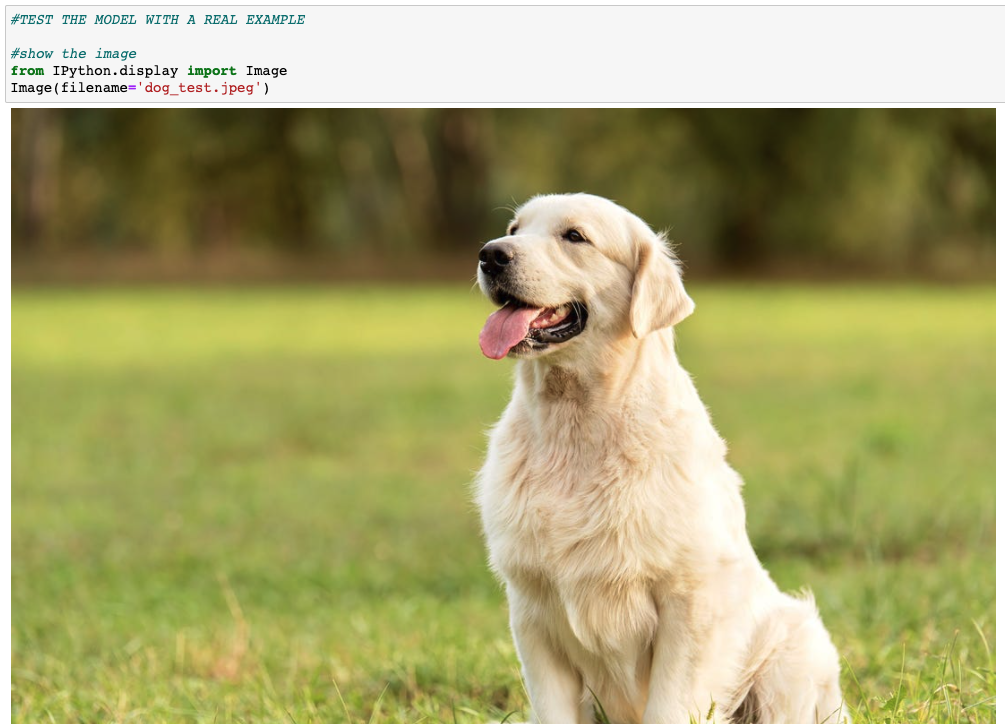 #TEST THE MODEL WITH A REAL EXAMPLE
#show the image
from IPython.display import Image
Image(filename='dog_test.jpeg')